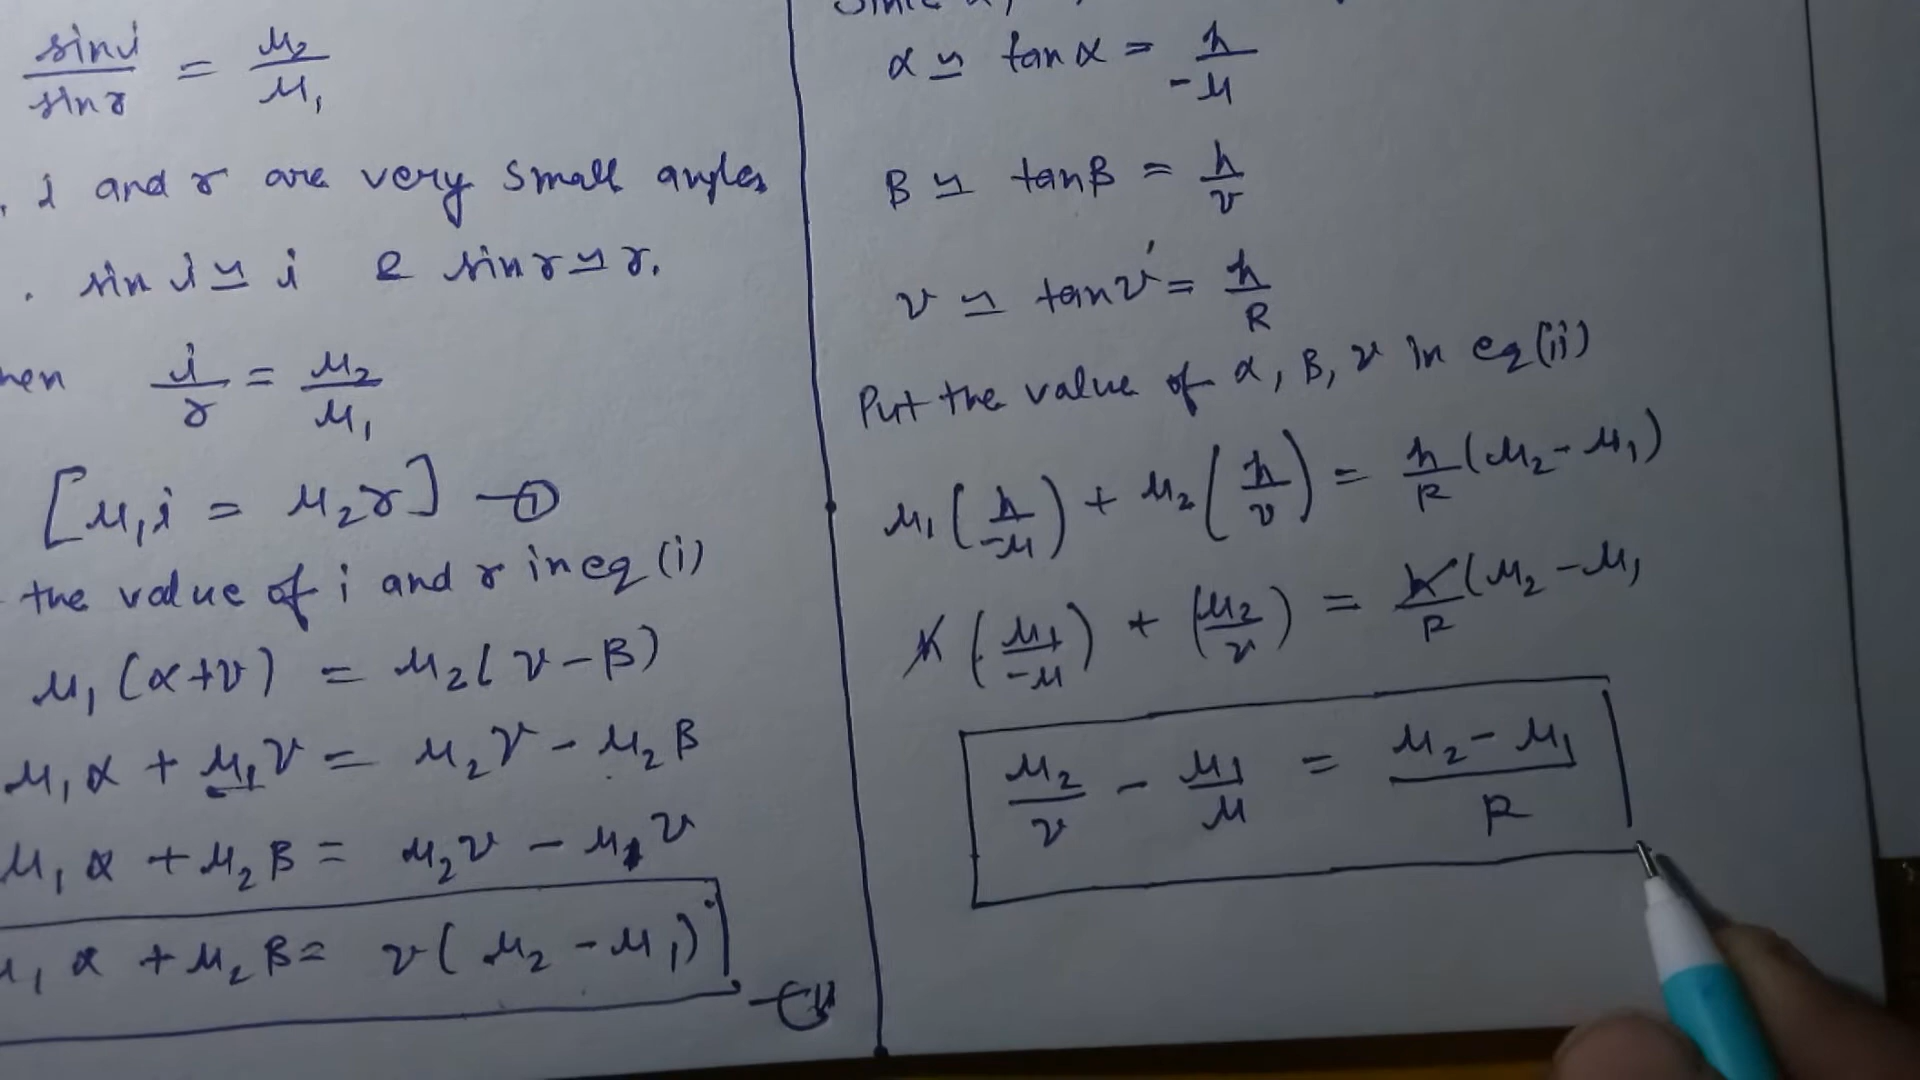 sin i / sin r = μ2 / μ1
i and r are very small angles
sin i ≃ i & sin r ≃ r.
hen i / r = μ2 / μ1
[μ1 i = μ2 r] — ①
the value of i and r in eq (i)
μ1 (α + ν) = μ2 ( ν − β )
μ1 α + μ1 ν = μ2 ν − μ2 β
μ1 α + μ2 β = μ2 ν − μ1 ν
μ1 α + μ2 β = ν ( μ2 − μ1 )
α ≃ tan α = h / −μ
β ≃ tan β = h / v
ν ≃ tan ν = h / R
Put the value of α, β, ν in eq (ii)
μ1 ( h / −μ ) + μ2 ( h / v ) = h / R ( μ2 − μ1 )
h ( μ1 / −μ ) + ( μ2 / v ) = h / R ( μ2 − μ1
μ2 / v − μ1 / μ = μ2 − μ1 / R